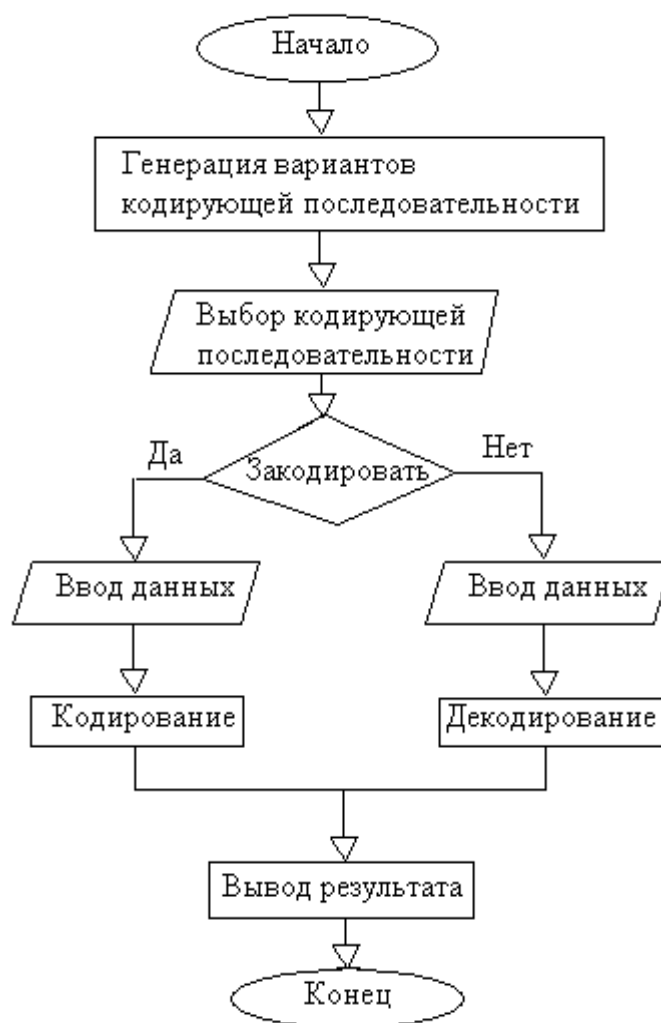 Начало
Генерация вариантов
кодирующей последовательности
Выбор кодирующей
последовательности
Да
Закодировать
Нет
Ввод данных
Ввод данных
Кодирование
Декодирование
Вывод результата
Конец